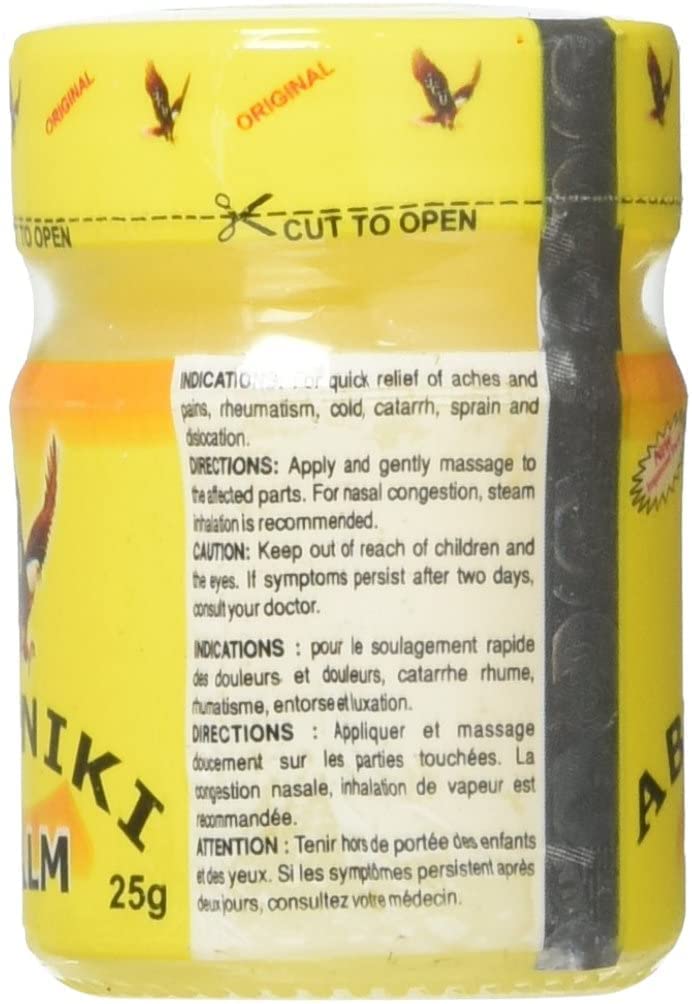 ORIGINAL
ORIGINAL
TO OPEN
CUT TO OPEN
INDICATIONS: For quick relief of aches and
pains, rheumatism, cold, catarrh, sprain and
dislocation.
DIRECTIONS: Apply and gently massage to
the affected parts. For nasal congestion, steam
inhalation is recommended.
CAUTION: Keep out of reach of children and
the eyes. If symptoms persist after two days,
consult your doctor.
INDICATIONS : pour le soulagement rapide
des douleurs et douleurs, catarrhe rhume,
rhumatisme, entorse et luxation.
DIRECTIONS : Appliquer et massage
doucement sur les parties touchées. La
congestion nasale, inhalation de vapeur est
recommandée.
ATTENTION : Tenir hors de portée des enfants
et des yeux. Si les symptômes persistent après
deux jours, consultez votre médecin.
NIKI
LM
25g
AB